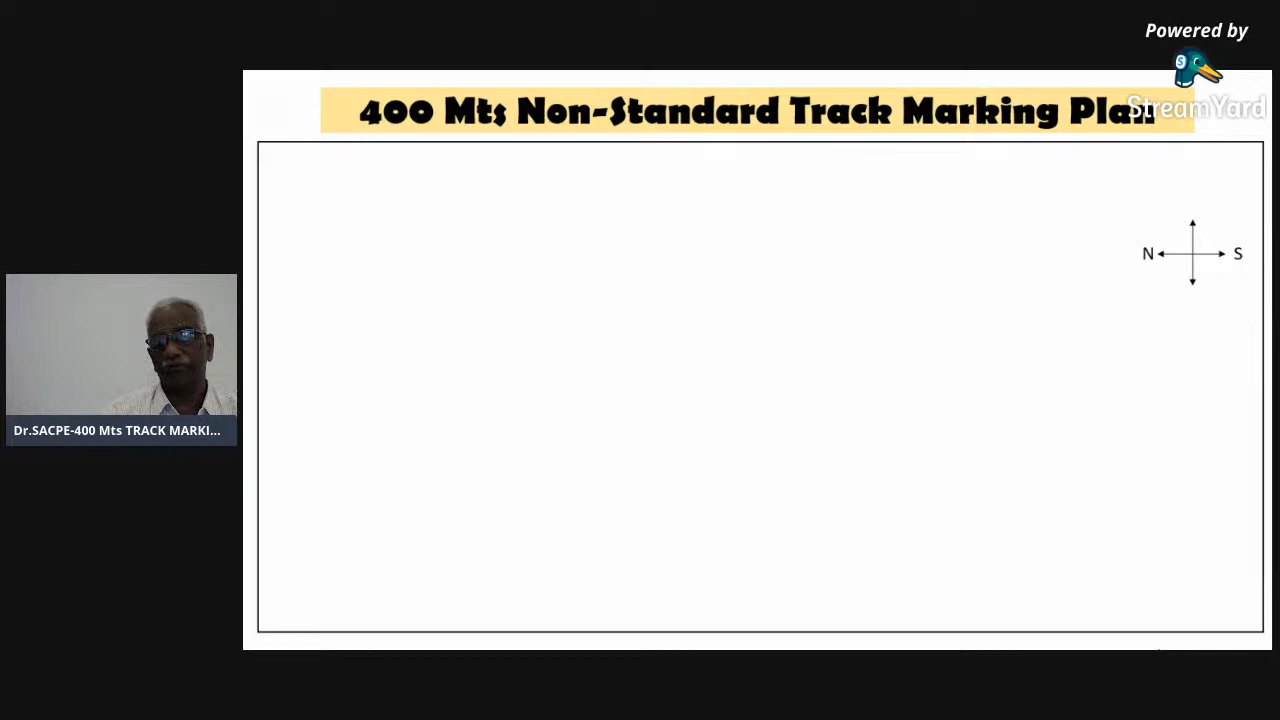 Powered by
StreamYard
400 Mts Non-Standard Track Marking Plan
N S
Dr.SACPE-400 Mts TRACK MARKI...